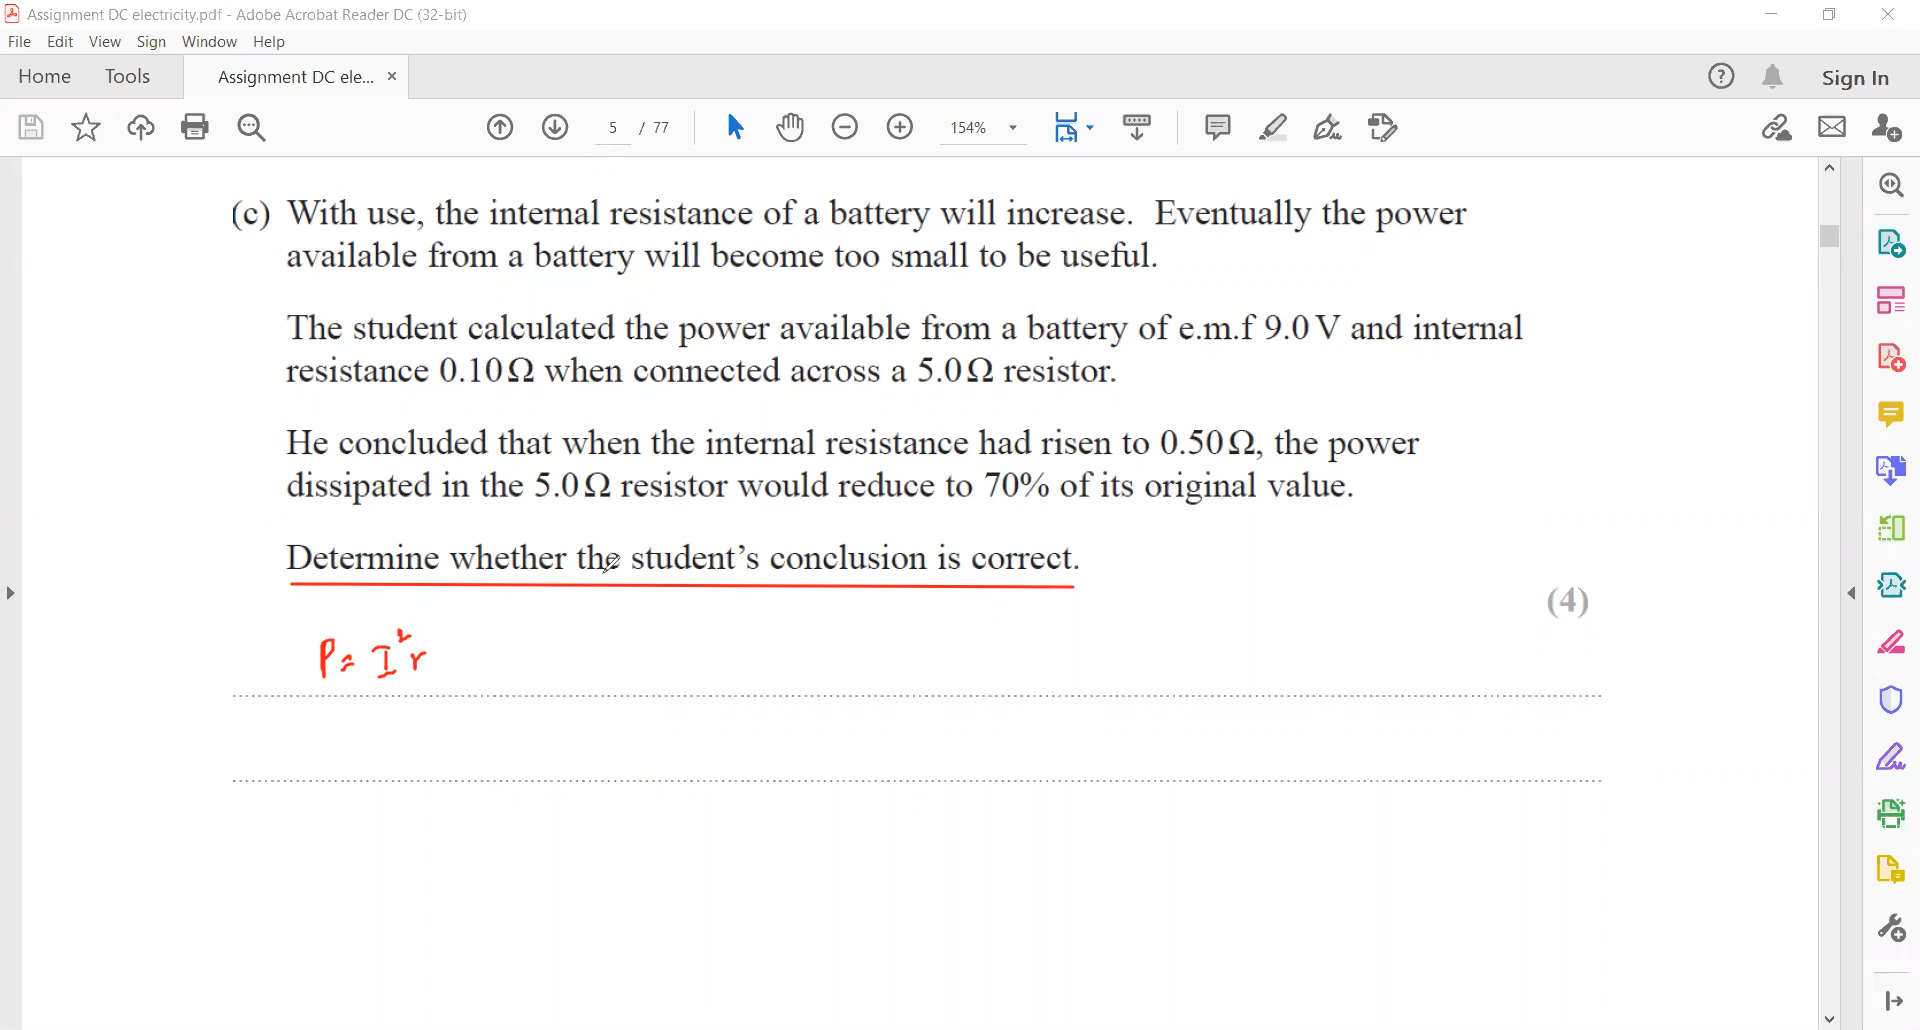 Assignment DC electricity.pdf - Adobe Acrobat Reader DC (32-bit)
File Edit View Sign Window Help
Home Tools Assignment DC ele... × Sign In
5 / 77 154%
(c) With use, the internal resistance of a battery will increase. Eventually the power
available from a battery will become too small to be useful.
The student calculated the power available from a battery of e.m.f 9.0 V and internal
resistance 0.10 Ω when connected across a 5.0 Ω resistor.
He concluded that when the internal resistance had risen to 0.50 Ω, the power
dissipated in the 5.0 Ω resistor would reduce to 70% of its original value.
Determine whether the student’s conclusion is correct.
(4)
P = I²r